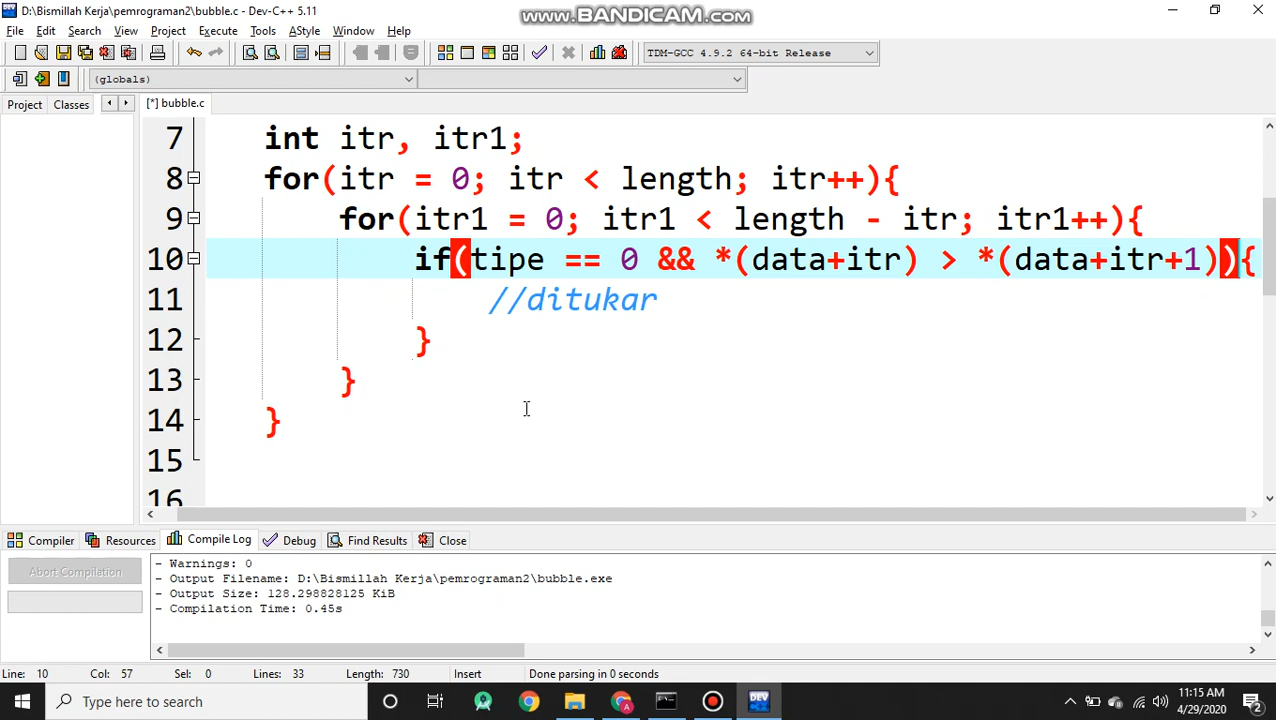 D:\Bismillah Kerja\pemrograman2\bubble.c - Dev-C++ 5.11
www.BANDICAM.com
File Edit Search View Project Execute Tools AStyle Window Help
TDM-GCC 4.9.2 64-bit Release
(globals)
Project Classes [*] bubble.c
7 int itr, itr1;
8 for(itr = 0; itr < length; itr++){
9 for(itr1 = 0; itr1 < length - itr; itr1++){
10 if(tipe == 0 && *(data+itr) > *(data+itr+1)){
11 //ditukar
12 }
13 }
14 }
15
16
Compiler Resources Compile Log Debug Find Results Close
Abort Compilation
- Warnings: 0
- Output Filename: D:\Bismillah Kerja\pemrograman2\bubble.exe
- Output Size: 128.298828125 KiB
- Compilation Time: 0.45s
Line: 10 Col: 57 Sel: 0 Lines: 33 Length: 730 Insert Done parsing in 0 seconds
Type here to search
DEV
11:15 AM
4/29/2020
2